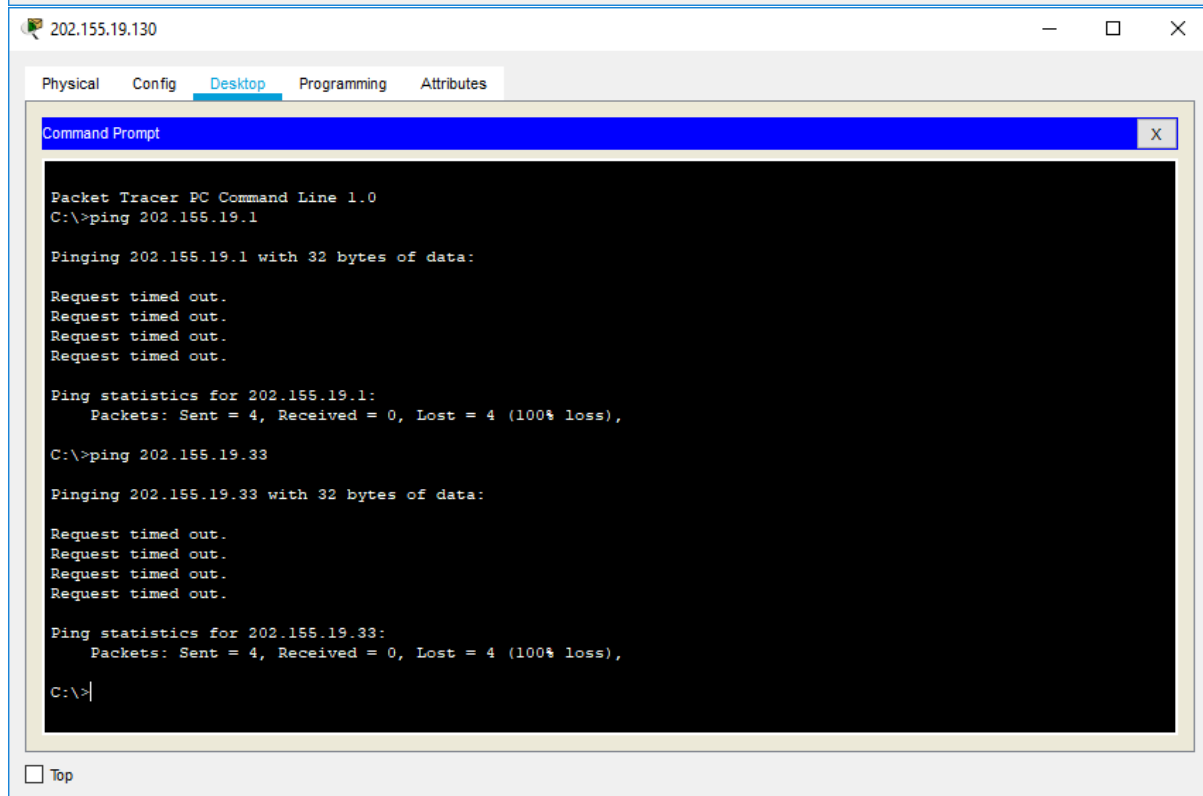 202.155.19.130
Physical Config Desktop Programming Attributes
Command Prompt X
Packet Tracer PC Command Line 1.0
C:\>ping 202.155.19.1
Pinging 202.155.19.1 with 32 bytes of data:
Request timed out.
Request timed out.
Request timed out.
Request timed out.
Ping statistics for 202.155.19.1:
Packets: Sent = 4, Received = 0, Lost = 4 (100% loss),
C:\>ping 202.155.19.33
Pinging 202.155.19.33 with 32 bytes of data:
Request timed out.
Request timed out.
Request timed out.
Request timed out.
Ping statistics for 202.155.19.33:
Packets: Sent = 4, Received = 0, Lost = 4 (100% loss),
C:\>
Top